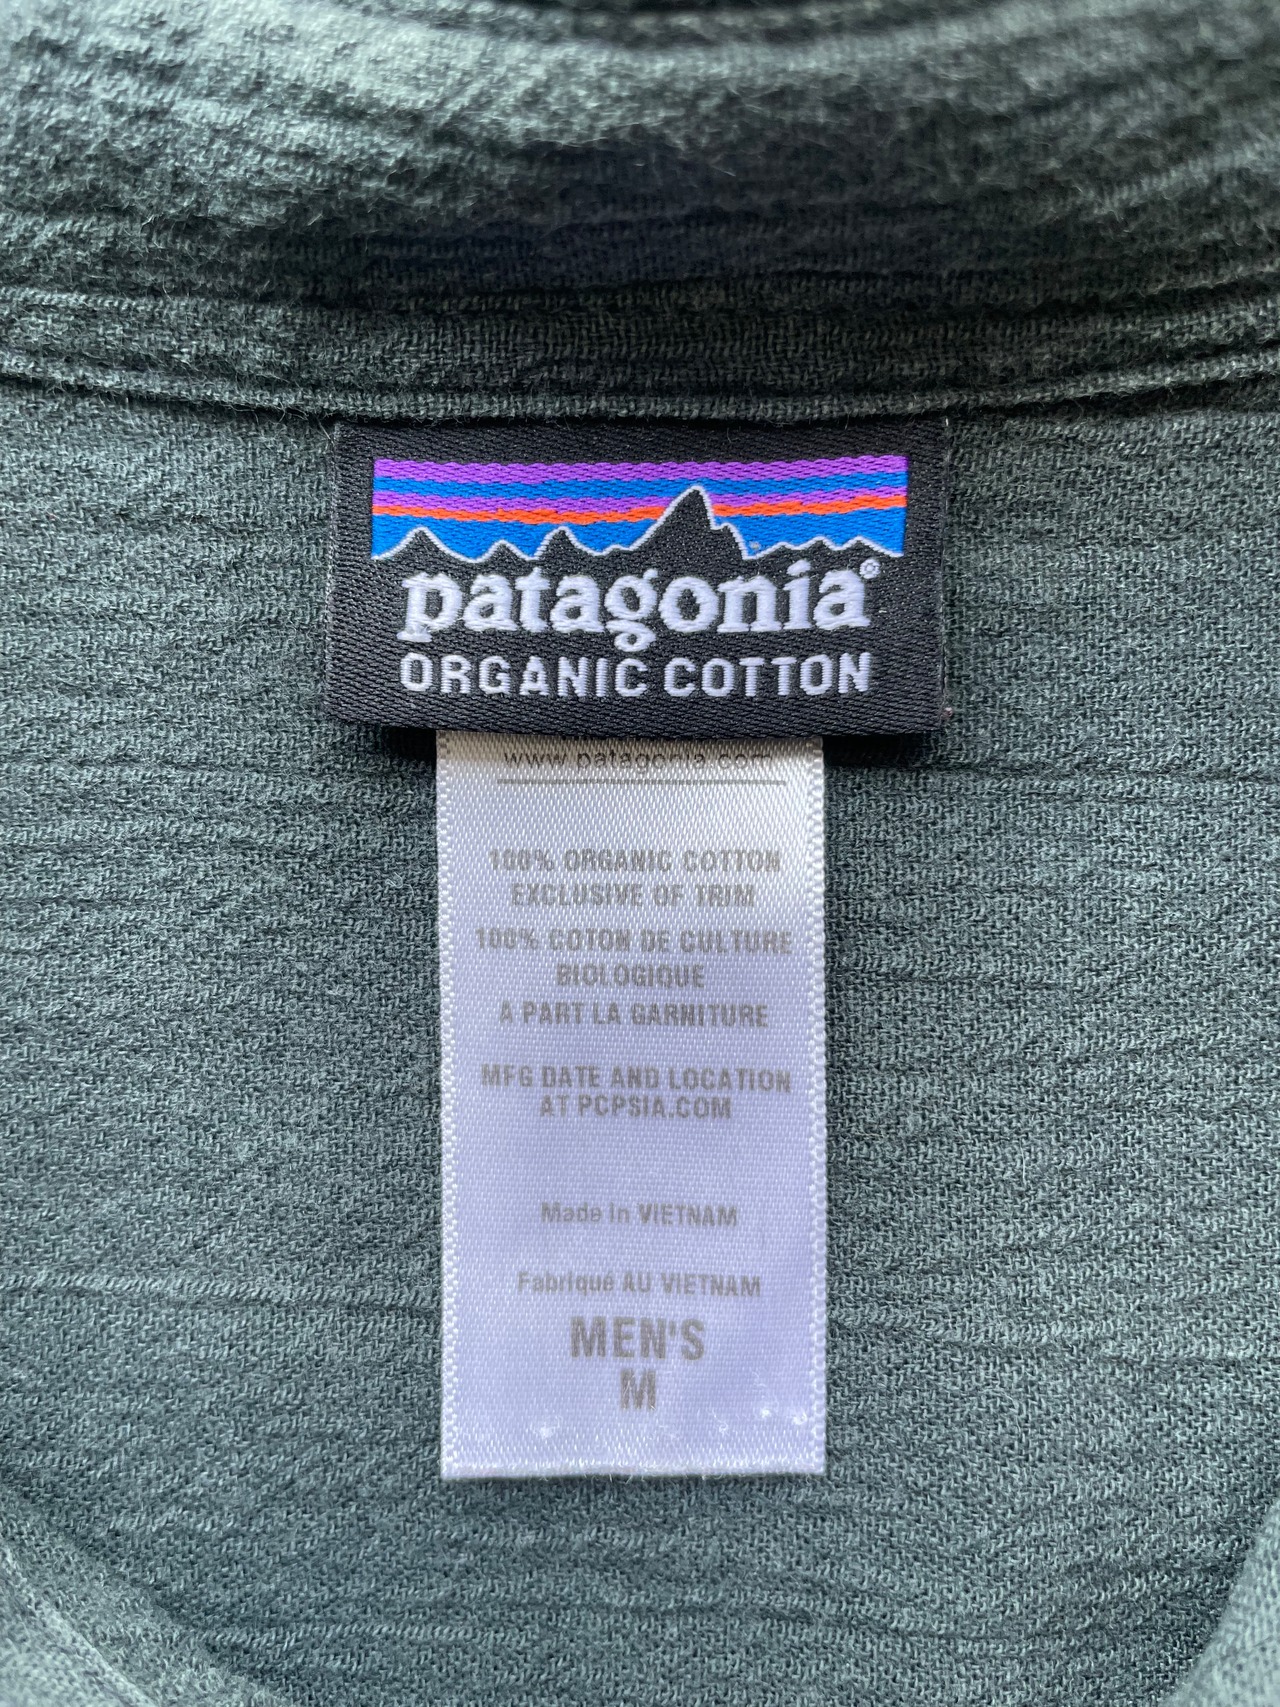 patagonia®
ORGANIC COTTON
www.patagonia.com
100% ORGANIC COTTON
EXCLUSIVE OF TRIM
100% COTON DE CULTURE
BIOLOGIQUE
A PART LA GARNITURE
MFG DATE AND LOCATION
AT PCPSIA.COM
Made in VIETNAM
Fabriqué AU VIETNAM
MEN'S
M